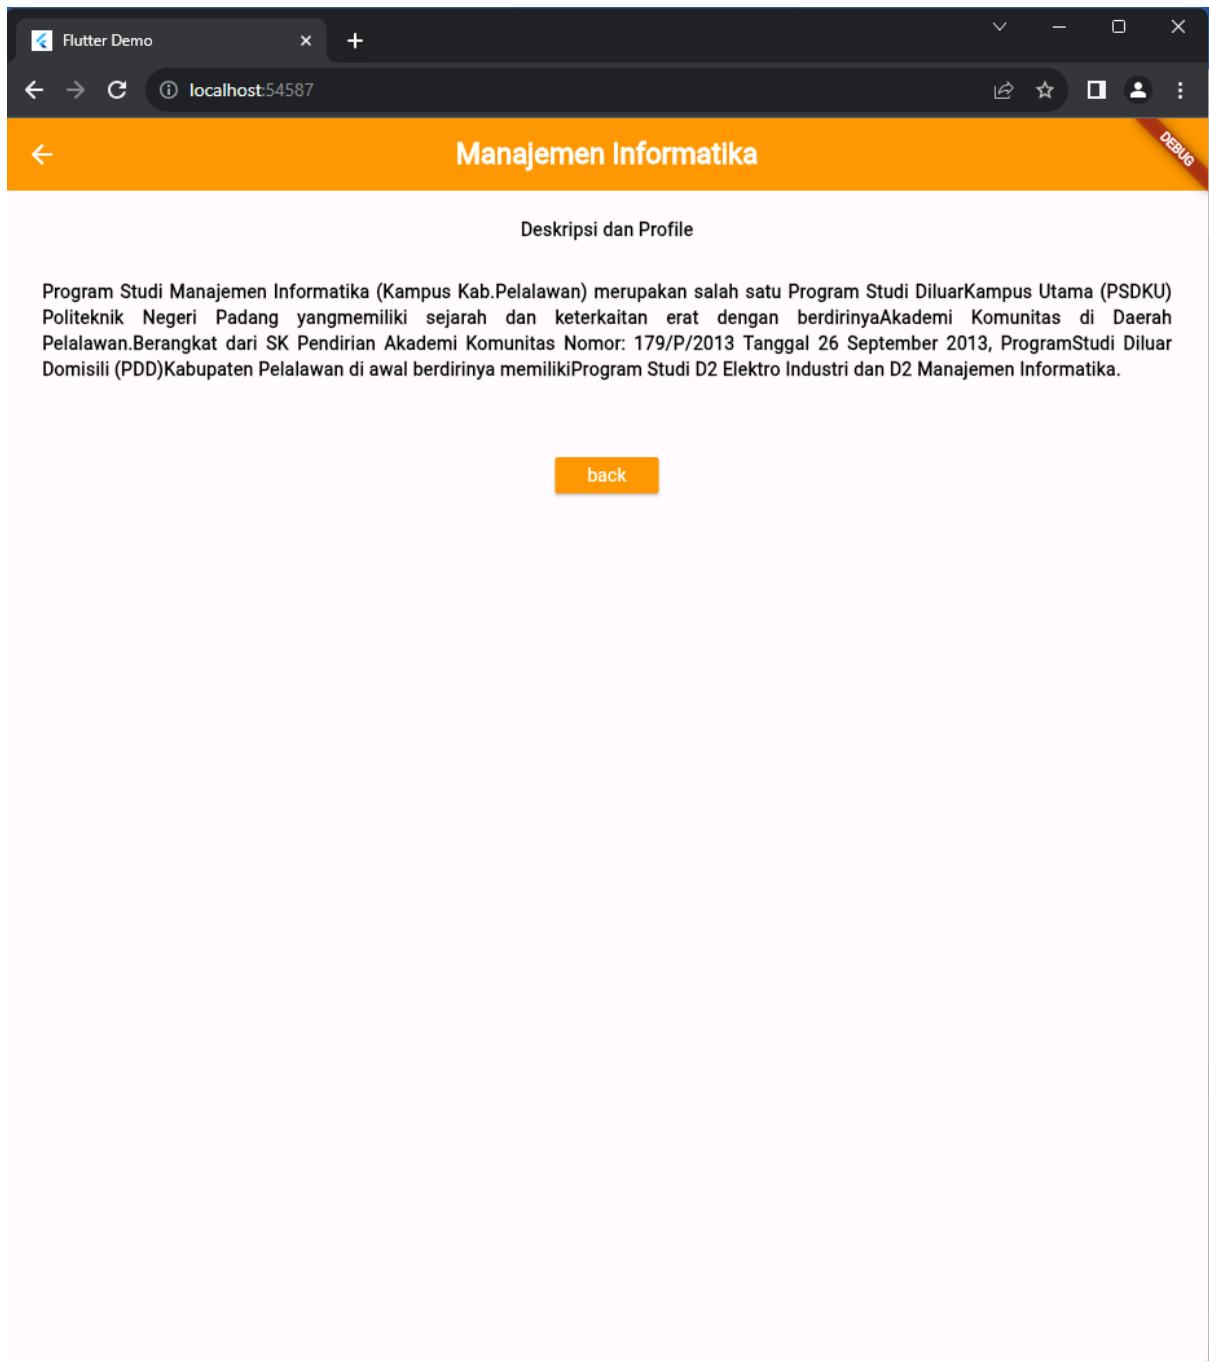 Flutter Demo
localhost:54587
Manajemen Informatika
DEBUG
Deskripsi dan Profile
Program Studi Manajemen Informatika (Kampus Kab.Pelalawan) merupakan salah satu Program Studi DiluarKampus Utama (PSDKU)
Politeknik Negeri Padang yangmemiliki sejarah dan keterkaitan erat dengan berdirinyaAkademi Komunitas di Daerah
Pelalawan.Berangkat dari SK Pendirian Akademi Komunitas Nomor: 179/P/2013 Tanggal 26 September 2013, ProgramStudi Diluar
Domisili (PDD)Kabupaten Pelalawan di awal berdirinya memilikiProgram Studi D2 Elektro Industri dan D2 Manajemen Informatika.
back